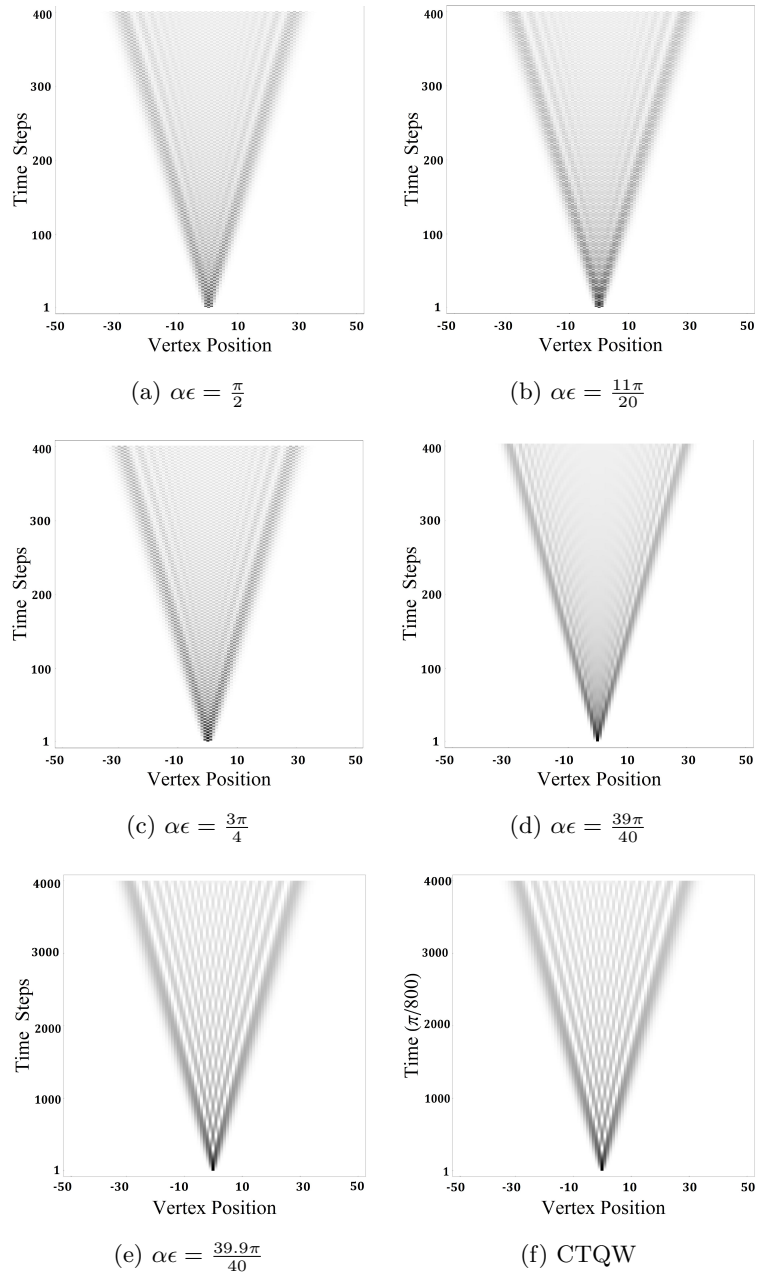 400
300
200
100
1
Time Steps
-50 -30 -10 10 30 50
Vertex Position
(a) αϵ = π/2
400
300
200
100
1
Time Steps
-50 -30 -10 10 30 50
Vertex Position
(b) αϵ = 11π/20
400
300
200
100
1
Time Steps
-50 -30 -10 10 30 50
Vertex Position
(c) αϵ = 3π/4
400
300
200
100
1
Time Steps
-50 -30 -10 10 30 50
Vertex Position
(d) αϵ = 39π/40
4000
3000
2000
1000
1
Time Steps
-50 -30 -10 10 30 50
Vertex Position
(e) αϵ = 39.9π/40
4000
3000
2000
1000
1
Time (π/800)
-50 -30 -10 10 30 50
Vertex Position
(f) CTQW